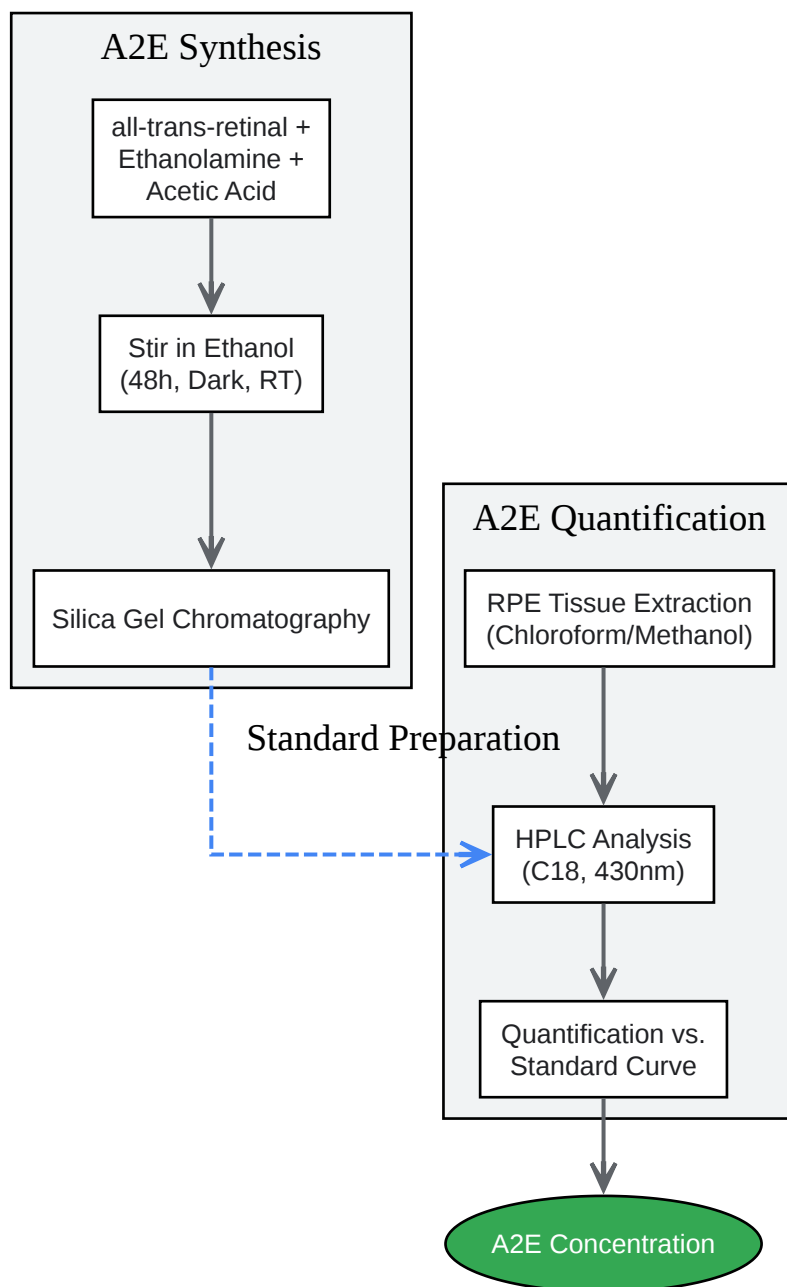 A2E Synthesis
all-trans-retinal +
Ethanolamine +
Acetic Acid
Stir in Ethanol
(48h, Dark, RT)
Silica Gel Chromatography
Standard Preparation
A2E Quantification
RPE Tissue Extraction
(Chloroform/Methanol)
HPLC Analysis
(C18, 430nm)
Quantification vs.
Standard Curve
A2E Concentration